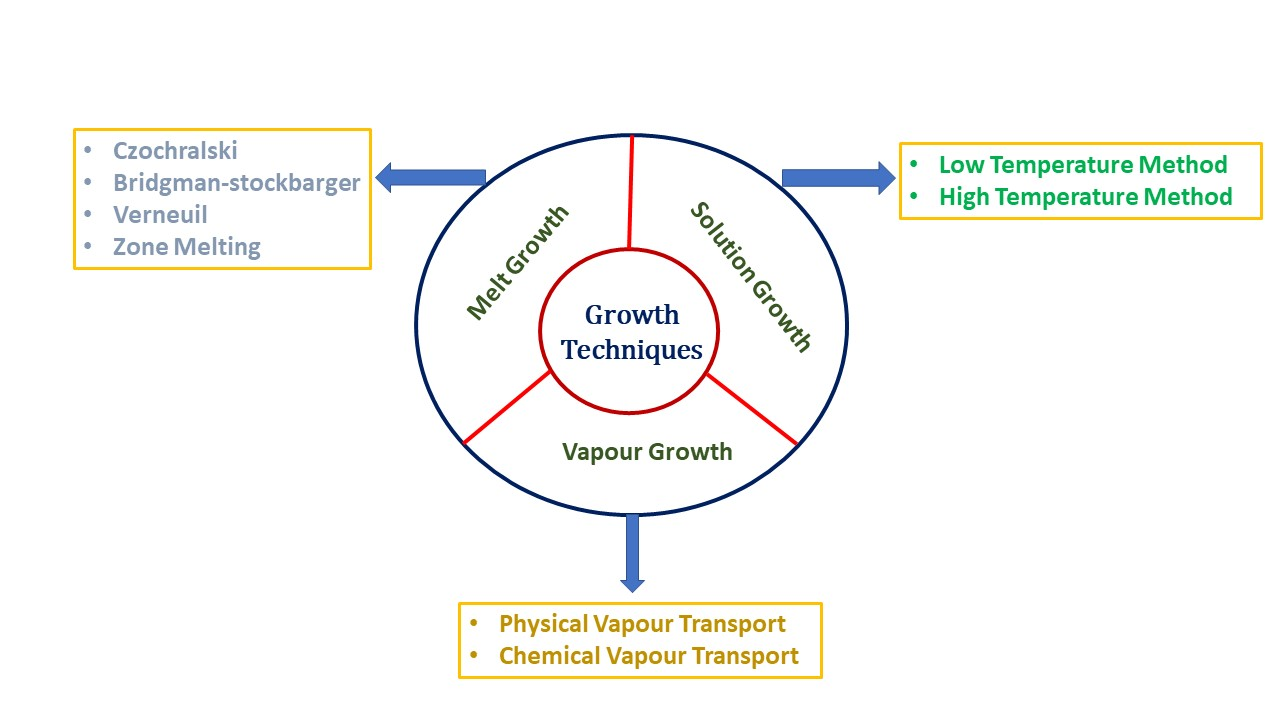 • Czochralski
• Bridgman-stockbarger
• Verneuil
• Zone Melting
Melt Growth
Solution Growth
• Low Temperature Method
• High Temperature Method
Growth
Techniques
Vapour Growth
• Physical Vapour Transport
• Chemical Vapour Transport